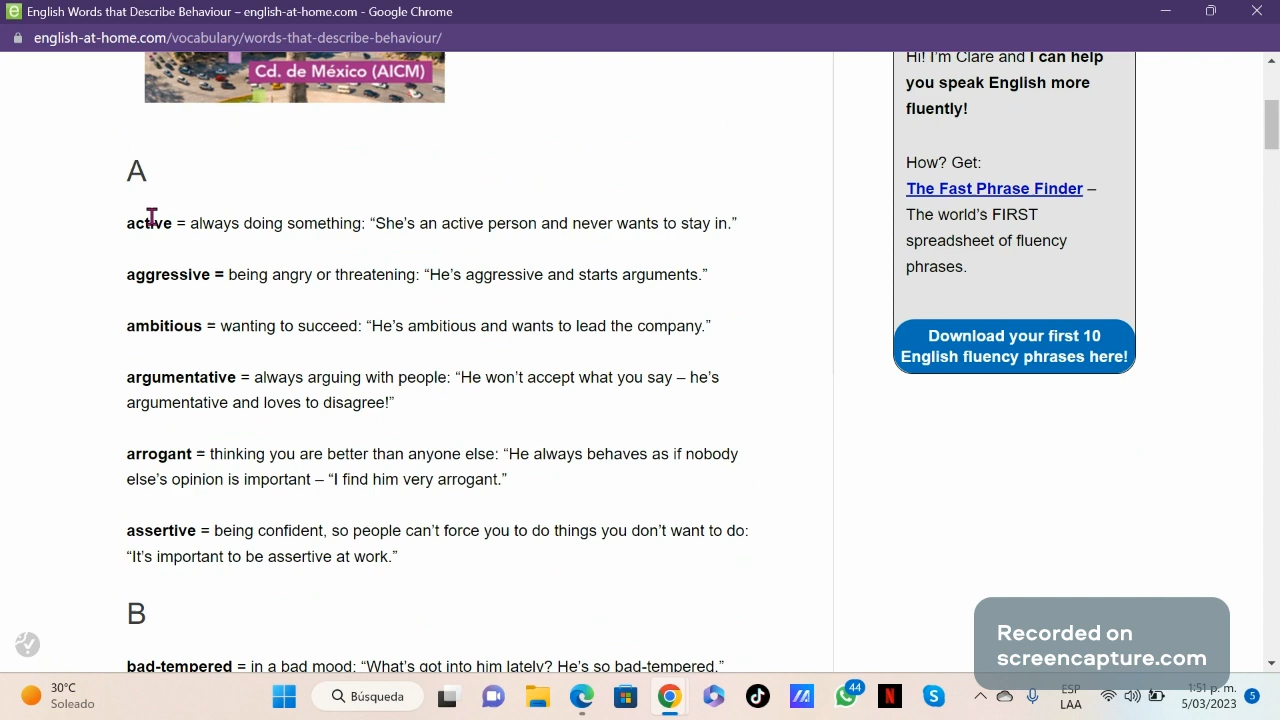 English Words that Describe Behaviour – english-at-home.com - Google Chrome
english-at-home.com/vocabulary/words-that-describe-behaviour/
Cd. de México (AICM)
A
active = always doing something: “She’s an active person and never wants to stay in.”
aggressive = being angry or threatening: “He’s aggressive and starts arguments.”
ambitious = wanting to succeed: “He’s ambitious and wants to lead the company.”
argumentative = always arguing with people: “He won’t accept what you say – he’s
argumentative and loves to disagree!”
arrogant = thinking you are better than anyone else: “He always behaves as if nobody
else’s opinion is important – “I find him very arrogant.”
assertive = being confident, so people can’t force you to do things you don’t want to do:
“It’s important to be assertive at work.”
B
bad-tempered = in a bad mood: “What’s got into him lately? He’s so bad-tempered.”
Hi! I’m Clare and I can help
you speak English more
fluently!
How? Get:
The Fast Phrase Finder –
The world’s FIRST
spreadsheet of fluency
phrases.
Download your first 10
English fluency phrases here!
Recorded on
screencapture.com
30°C
Soleado
Búsqueda
44
ESP
LAA
1:51 p. m.
5/03/2023
5